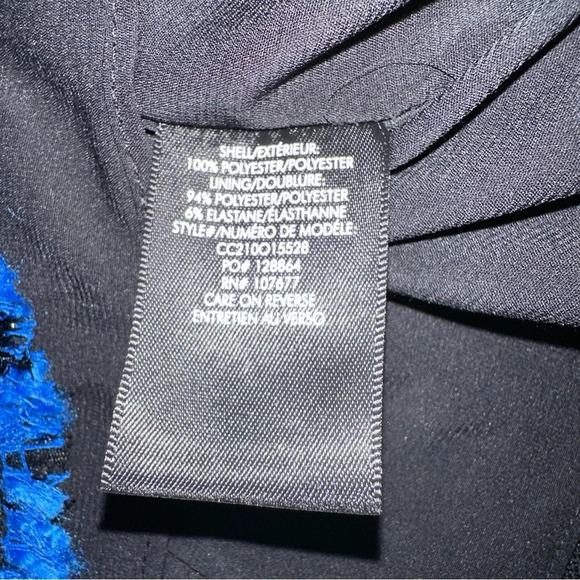 SHELL/EXTÉRIEUR:
100% POLYESTER/POLYESTER
LINING/DOUBLURE:
94% POLYESTER/POLYESTER
6% ELASTANE/ÉLASTHANNE
STYLE#/NUMÉRO DE MODÈLE:
CC210O15528
PO# 128864
RN# 107677
CARE ON REVERSE
ENTRETIEN AU VERSO